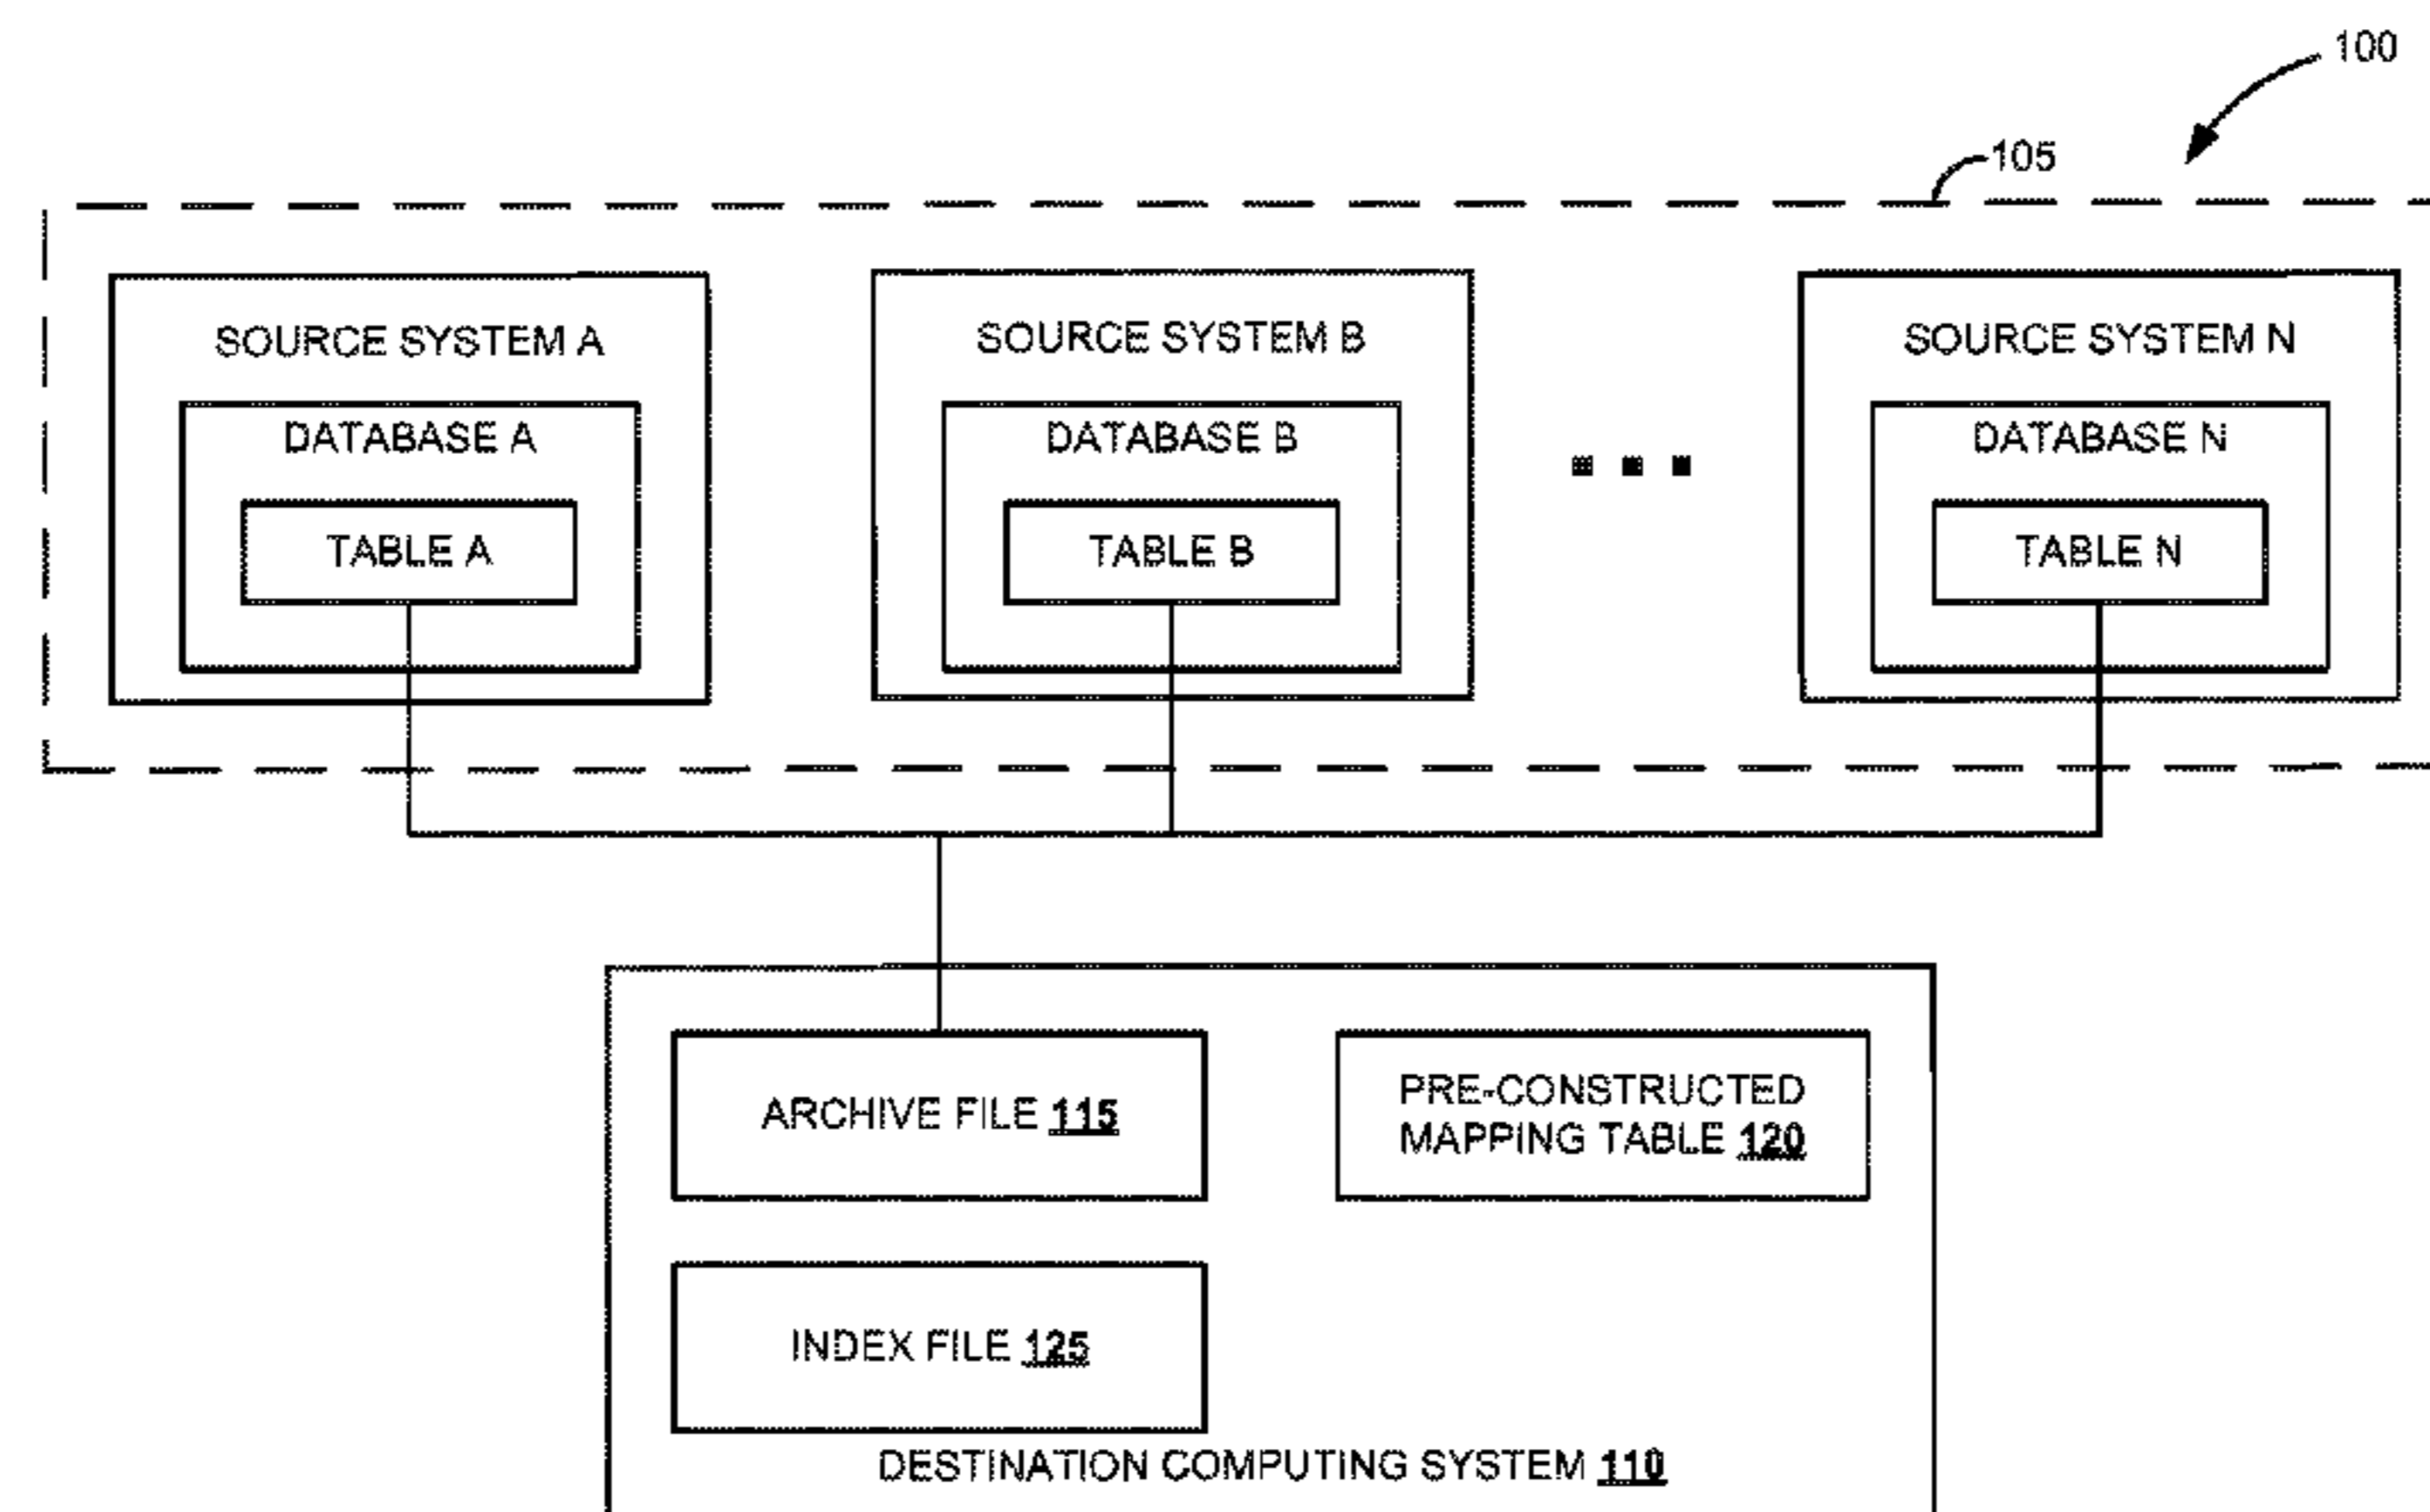 100
105
SOURCE SYSTEM A
SOURCE SYSTEM B
SOURCE SYSTEM N
DATABASE A
DATABASE B
DATABASE N
TABLE A
TABLE B
TABLE N
ARCHIVE FILE 115
PRE-CONSTRUCTED
MAPPING TABLE 120
INDEX FILE 125
DESTINATION COMPUTING SYSTEM 110